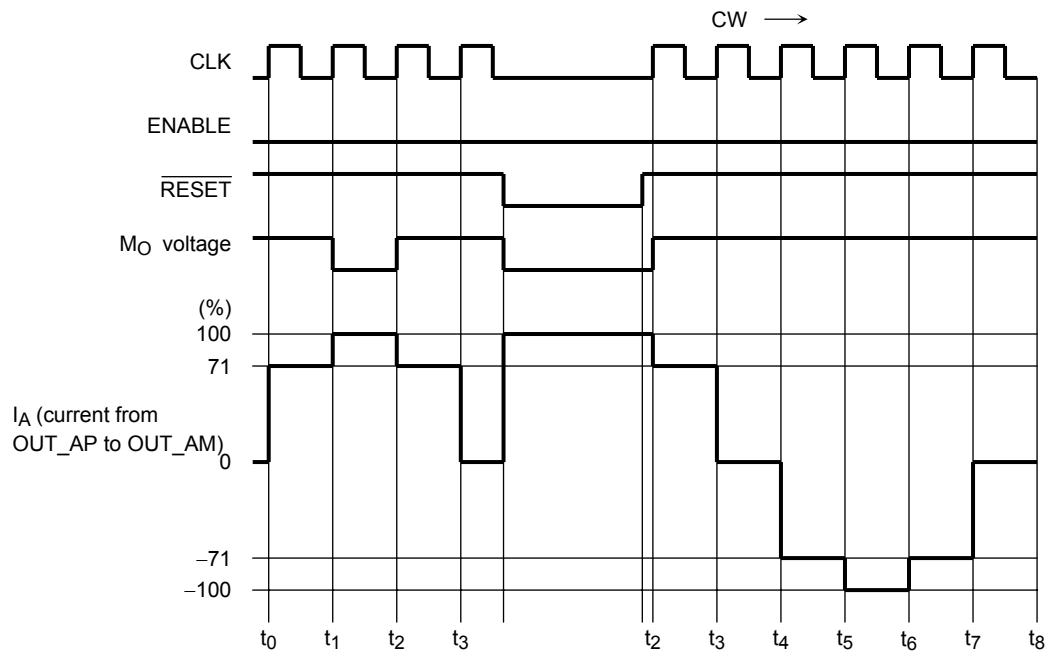 CW →
CLK
ENABLE
RESET
MO voltage
(%)
100
71
IA (current from
OUT_AP to OUT_AM)
0
–71
–100
t0 t1 t2 t3 t2 t3 t4 t5 t6 t7 t8